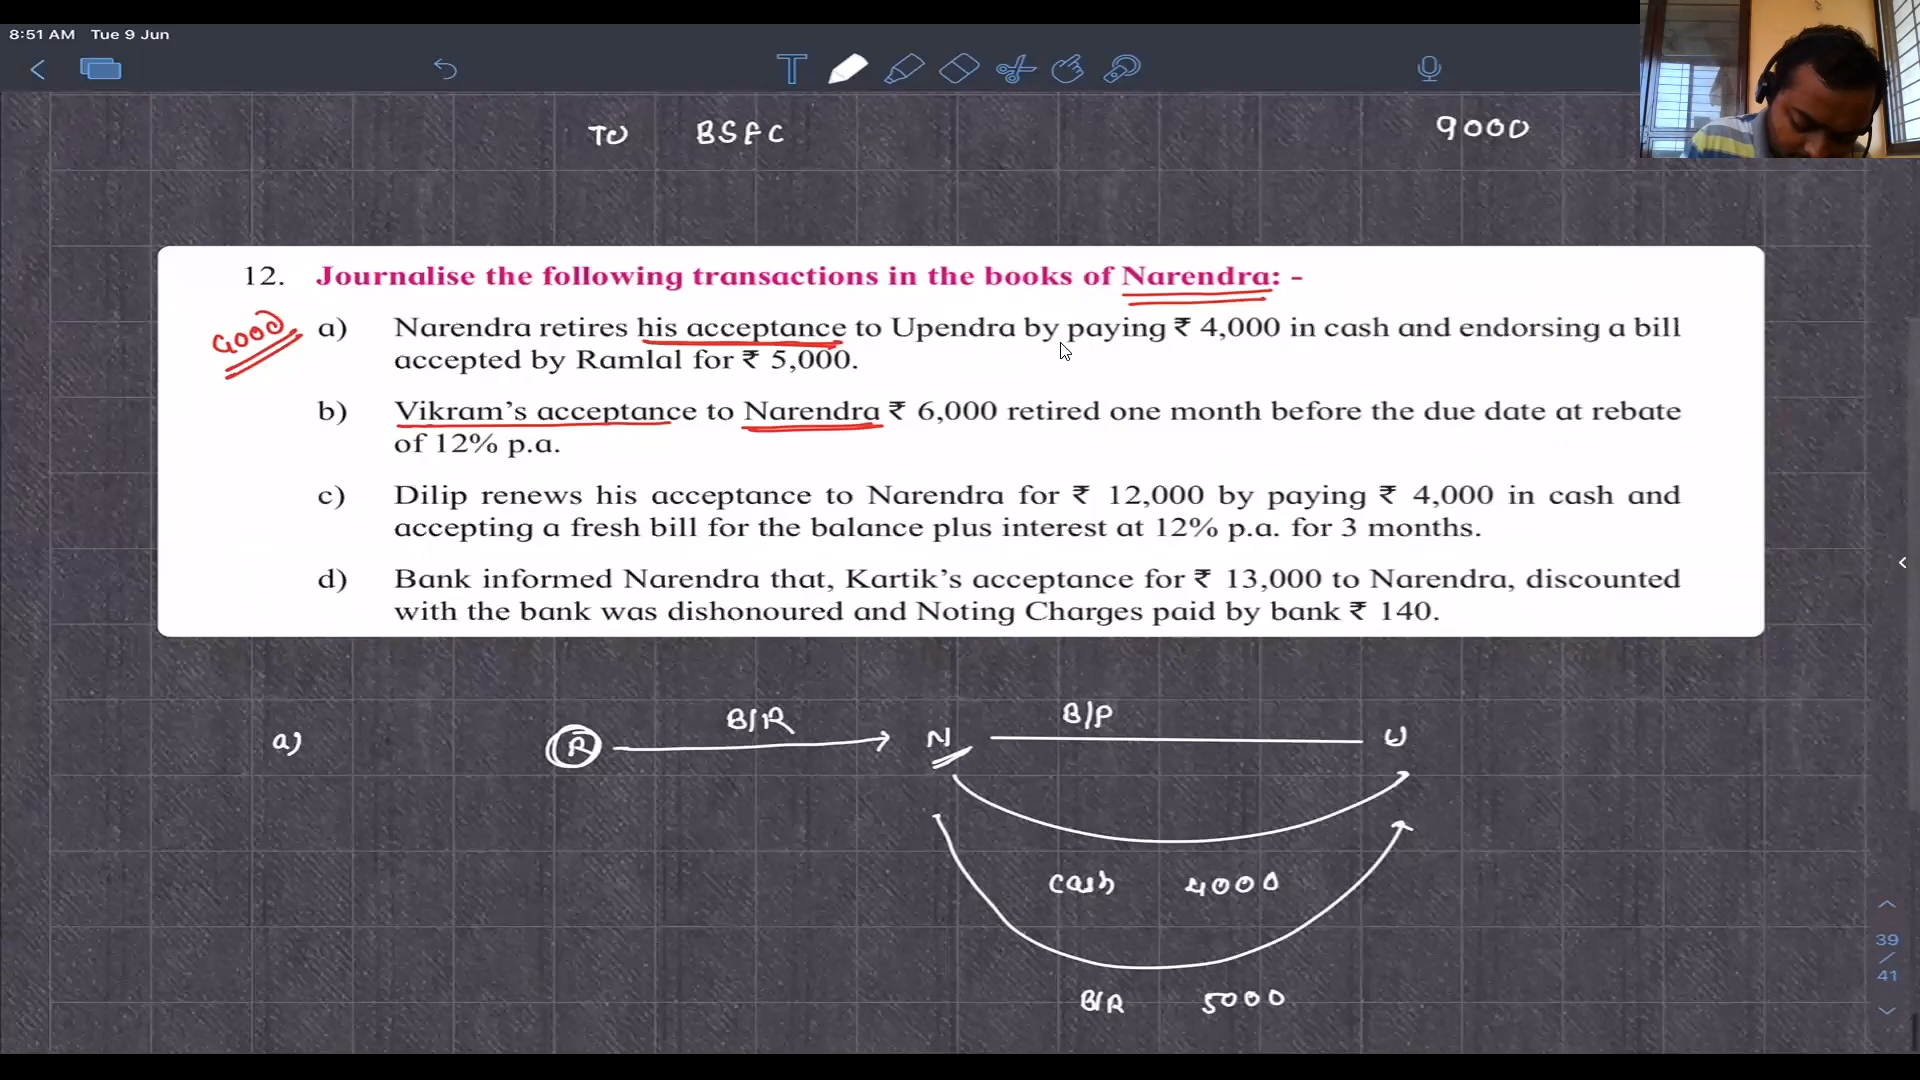 8:51 AM Tue 9 Jun
TO BSFC 9000
12. Journalise the following transactions in the books of Narendra: -
GOOD
a) Narendra retires his acceptance to Upendra by paying ₹ 4,000 in cash and endorsing a bill
accepted by Ramlal for ₹ 5,000.
b) Vikram’s acceptance to Narendra ₹ 6,000 retired one month before the due date at rebate
of 12% p.a.
c) Dilip renews his acceptance to Narendra for ₹ 12,000 by paying ₹ 4,000 in cash and
accepting a fresh bill for the balance plus interest at 12% p.a. for 3 months.
d) Bank informed Narendra that, Kartik’s acceptance for ₹ 13,000 to Narendra, discounted
with the bank was dishonoured and Noting Charges paid by bank ₹ 140.
a) R B/R N B/P U
cash 4000
B/R 5000
39
/
41